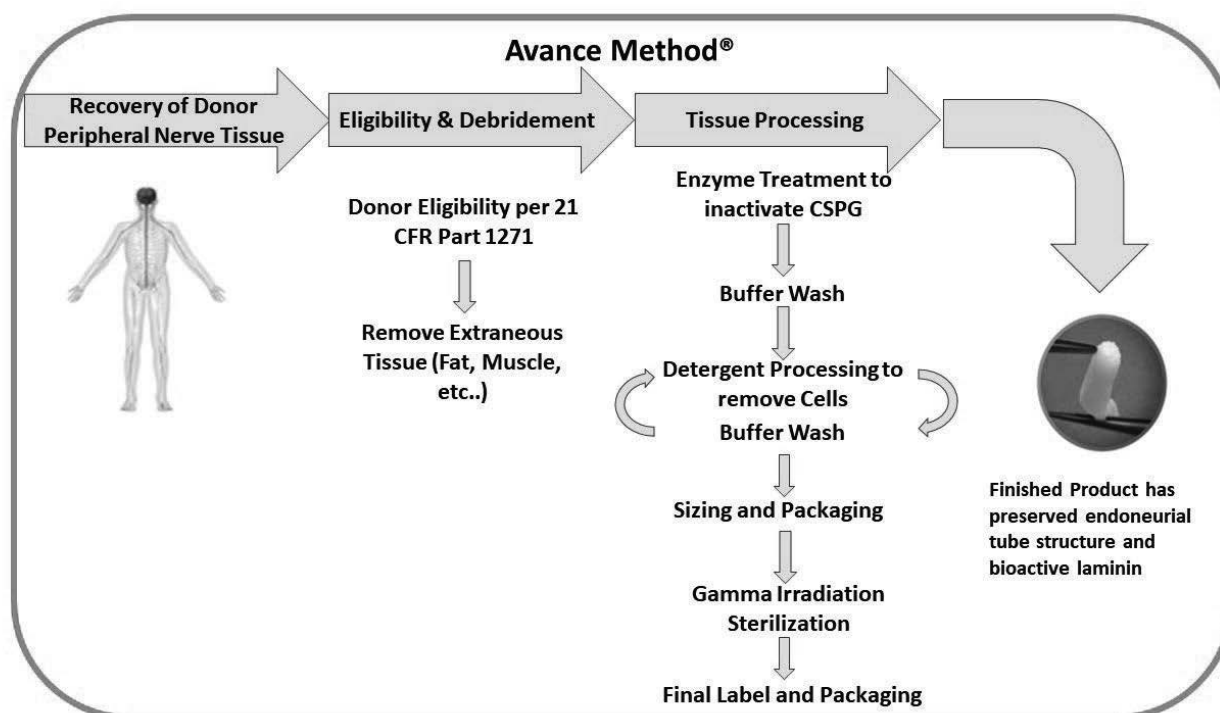 Avance Method®
Recovery of Donor
Peripheral Nerve Tissue
Eligibility & Debridement
Tissue Processing
Donor Eligibility per 21
CFR Part 1271
Remove Extraneous
Tissue (Fat, Muscle,
etc..)
Enzyme Treatment to
inactivate CSPG
Buffer Wash
Detergent Processing to
remove Cells
Buffer Wash
Sizing and Packaging
Gamma Irradiation
Sterilization
Final Label and Packaging
Finished Product has
preserved endoneurial
tube structure and
bioactive laminin